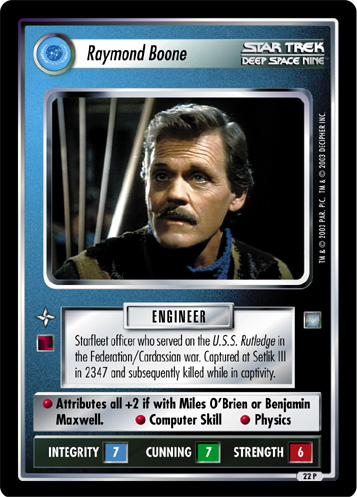 Raymond Boone
STAR TREK
DEEP SPACE NINE
TM & © 2003 PAR. PIC. TM & © 2003 DECIPHER INC.
ENGINEER
Starfleet officer who served on the U.S.S. Rutledge in
the Federation/Cardassian war. Captured at Setlik III
in 2347 and subsequently killed while in captivity.
• Attributes all +2 if with Miles O'Brien or Benjamin
Maxwell. • Computer Skill • Physics
INTEGRITY 7 CUNNING 7 STRENGTH 6
22 P